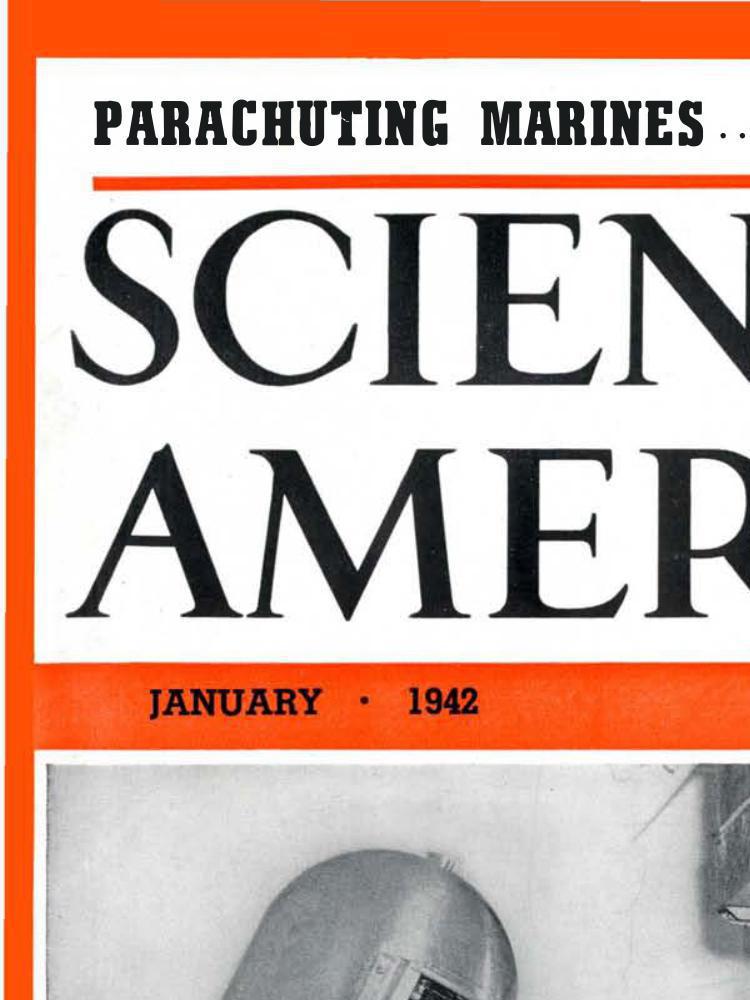 PARACHUTING MARINES . .
SCIEN
AMER
JANUARY · 1942